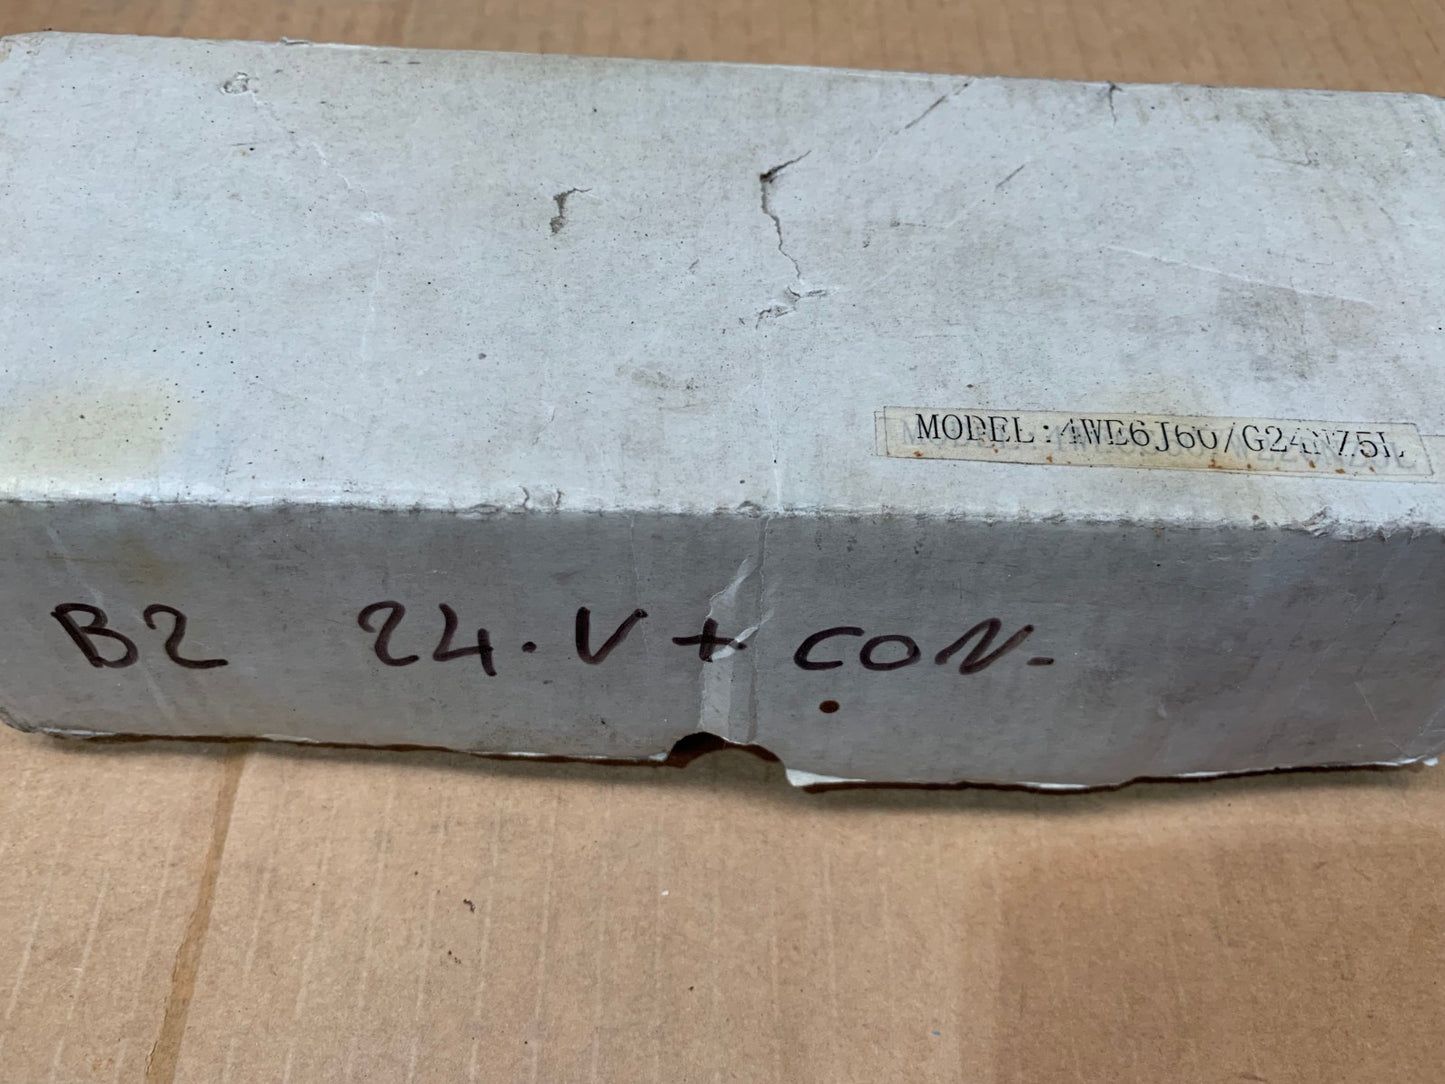 MODEL:4WE6J60/G24NZ5L
B2 24.V + CON.